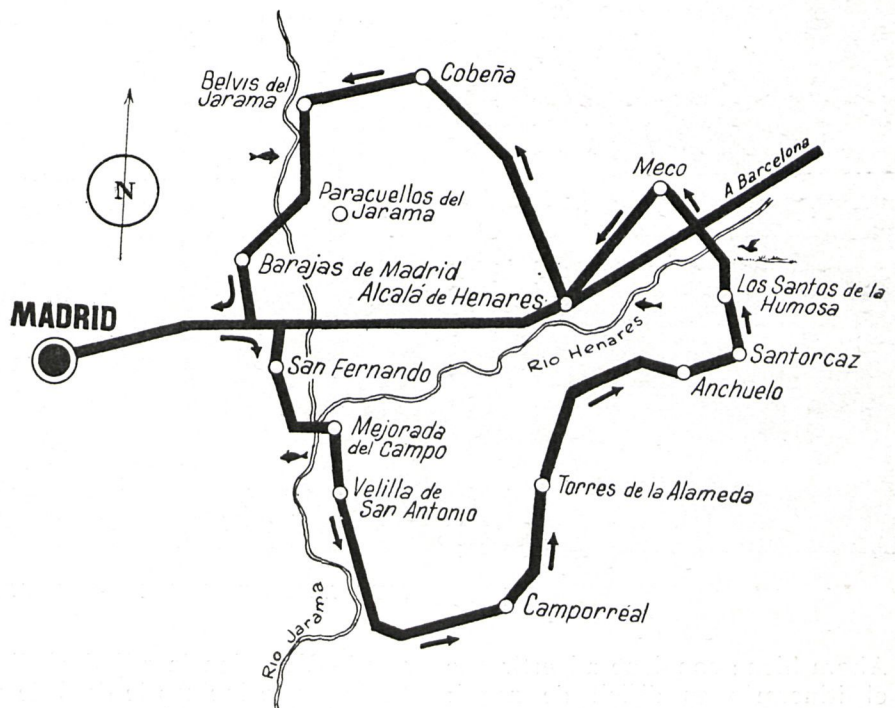 Cobeña
Belvis del
Jarama
N
Meco
A Barcelona
Paracuellos del
Jarama
Barajas de Madrid
Alcalá de Henares
Los Santos de la
Humosa
MADRID
Rio Henares
San Fernando
Santorcaz
Anchuelo
Mejorada
del Campo
Velilla de
San Antonio
Torres de la Alameda
Camporreal
Rio Jarama